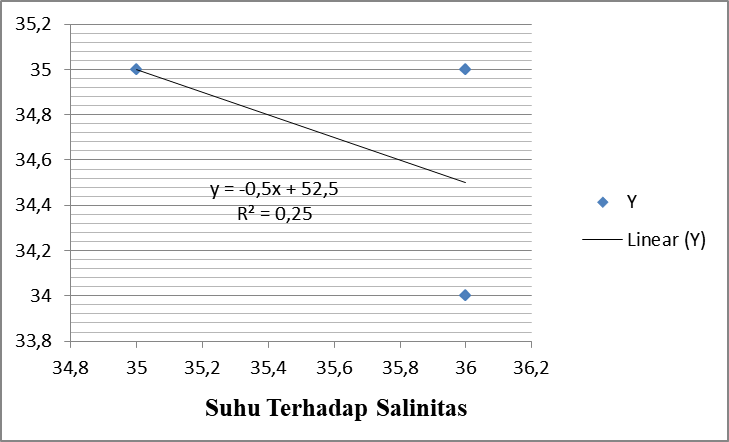 35,2
35
34,8
34,6
34,4
34,2
34
33,8
y = -0,5x + 52,5
R² = 0,25
Y
Linear (Y)
34,8 35 35,2 35,4 35,6 35,8 36 36,2
Suhu Terhadap Salinitas